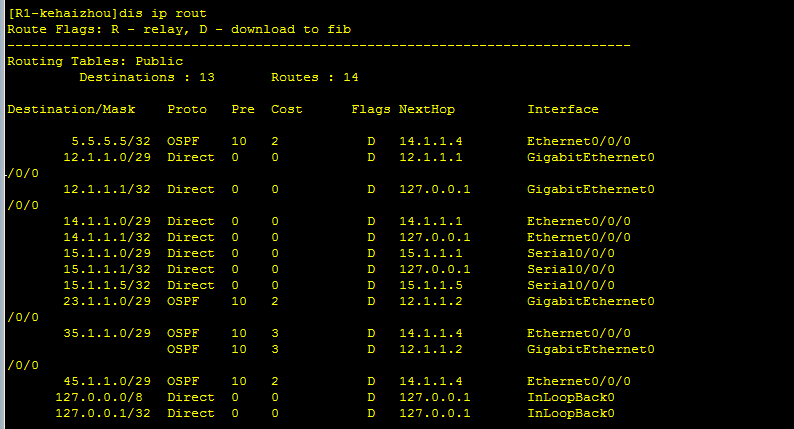 [R1-kehaizhou]dis ip rout
Route Flags: R - relay, D - download to fib
------------------------------------------------------------------------------
Routing Tables: Public
         Destinations : 13       Routes : 14

Destination/Mask    Proto   Pre  Cost      Flags NextHop         Interface

        5.5.5.5/32  OSPF    10   2           D   14.1.1.4        Ethernet0/0/0
       12.1.1.0/29  Direct  0    0           D   12.1.1.1        GigabitEthernet0
/0/0
       12.1.1.1/32  Direct  0    0           D   127.0.0.1       GigabitEthernet0
/0/0
       14.1.1.0/29  Direct  0    0           D   14.1.1.1        Ethernet0/0/0
       14.1.1.1/32  Direct  0    0           D   127.0.0.1       Ethernet0/0/0
       15.1.1.0/29  Direct  0    0           D   15.1.1.1        Serial0/0/0
       15.1.1.1/32  Direct  0    0           D   127.0.0.1       Serial0/0/0
       15.1.1.5/32  Direct  0    0           D   15.1.1.5        Serial0/0/0
       23.1.1.0/29  OSPF    10   2           D   12.1.1.2        GigabitEthernet0
/0/0
       35.1.1.0/29  OSPF    10   3           D   14.1.1.4        Ethernet0/0/0
                    OSPF    10   3           D   12.1.1.2        GigabitEthernet0
/0/0
       45.1.1.0/29  OSPF    10   2           D   14.1.1.4        Ethernet0/0/0
      127.0.0.0/8   Direct  0    0           D   127.0.0.1       InLoopBack0
      127.0.0.1/32  Direct  0    0           D   127.0.0.1       InLoopBack0